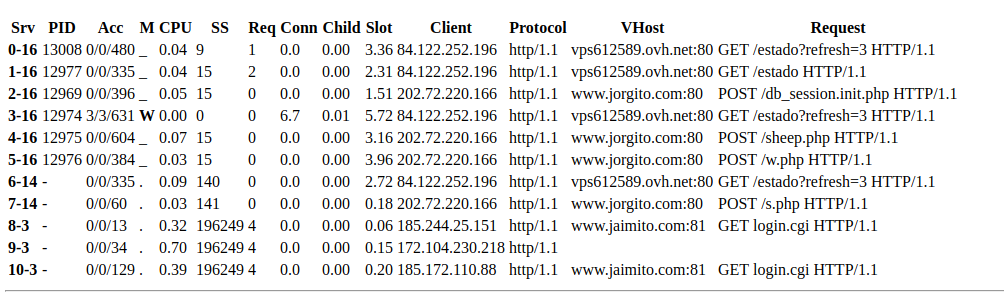 Srv PID Acc M CPU SS Req Conn Child Slot Client Protocol VHost Request
0-16 13008 0/0/480 _ 0.04 9 1 0.0 0.00 3.36 84.122.252.196 http/1.1 vps612589.ovh.net:80 GET /estado?refresh=3 HTTP/1.1
1-16 12977 0/0/335 _ 0.04 15 2 0.0 0.00 2.31 84.122.252.196 http/1.1 vps612589.ovh.net:80 GET /estado HTTP/1.1
2-16 12969 0/0/396 _ 0.05 15 0 0.0 0.00 1.51 202.72.220.166 http/1.1 www.jorgito.com:80 POST /db_session.init.php HTTP/1.1
3-16 12974 3/3/631 W 0.00 0 0 6.7 0.01 5.72 84.122.252.196 http/1.1 vps612589.ovh.net:80 GET /estado?refresh=3 HTTP/1.1
4-16 12975 0/0/604 _ 0.07 15 0 0.0 0.00 3.16 202.72.220.166 http/1.1 www.jorgito.com:80 POST /sheep.php HTTP/1.1
5-16 12976 0/0/384 _ 0.03 15 0 0.0 0.00 3.96 202.72.220.166 http/1.1 www.jorgito.com:80 POST /w.php HTTP/1.1
6-14 - 0/0/335 . 0.09 140 0 0.0 0.00 2.72 84.122.252.196 http/1.1 vps612589.ovh.net:80 GET /estado?refresh=3 HTTP/1.1
7-14 - 0/0/60 . 0.03 141 0 0.0 0.00 0.18 202.72.220.166 http/1.1 www.jorgito.com:80 POST /s.php HTTP/1.1
8-3 - 0/0/13 . 0.32 196249 4 0.0 0.00 0.06 185.244.25.151 http/1.1 www.jaimito.com:81 GET login.cgi HTTP/1.1
9-3 - 0/0/34 . 0.70 196249 4 0.0 0.00 0.15 172.104.230.218 http/1.1
10-3 - 0/0/129 . 0.39 196249 4 0.0 0.00 0.20 185.172.110.88 http/1.1 www.jaimito.com:81 GET login.cgi HTTP/1.1